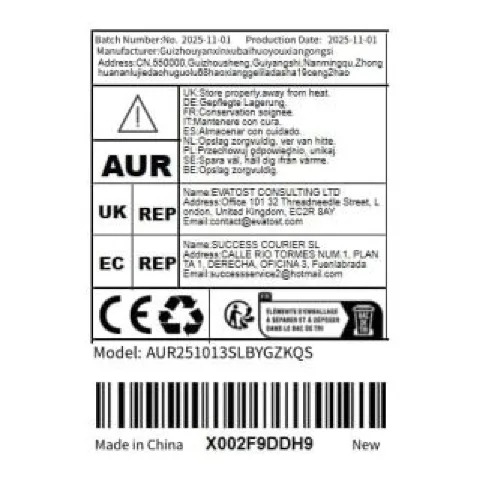 Batch Number:No. 2025-11-01 Production Date: 2025-11-01
Manufacturer:Guizhouyanxinxubaihuoyouxiangongsi
Address:CN,550000,Guizhousheng,Guiyangshi,Nanmingqu,Zhong
huananlujiedaohuguolu68haoxianggeliladasha19ceng2hao
UK:Store properly,away from heat.
DE:Gepflegte Lagerung.
FR:Conservation soignée.
IT:Mantenere con cura.
ES:Almacenar con cuidado.
NL:Opslag zorgvuldig, ver van hitte.
PL:Przechowuj odpowiednio, unikaj
SE:Spara väl, håll dig ifrån värme.
BE:Opslag zorgvuldig.
AUR
UK REP
Name:EVATOST CONSULTING LTD
Address:Office 101 32 Threadneedle Street, L
ondon, United Kingdom, EC2R 8AY
Email:contact@evatost.com
EC REP
Name:SUCCESS COURIER SL
Address:CALLE RIO TORMES NUM.1, PLAN
TA 1, DERECHA, OFICINA 3, Fuenlabrada
Email:successservice2@hotmail.com
CE
FR
ÉLÉMENTS D'EMBALLAGE
À SÉPARER ET À DÉPOSER
DANS LE BAC DE TRI
BAC DE TRI
Model: AUR251013SLBYGZKQS
Made in China X002F9DDH9 New